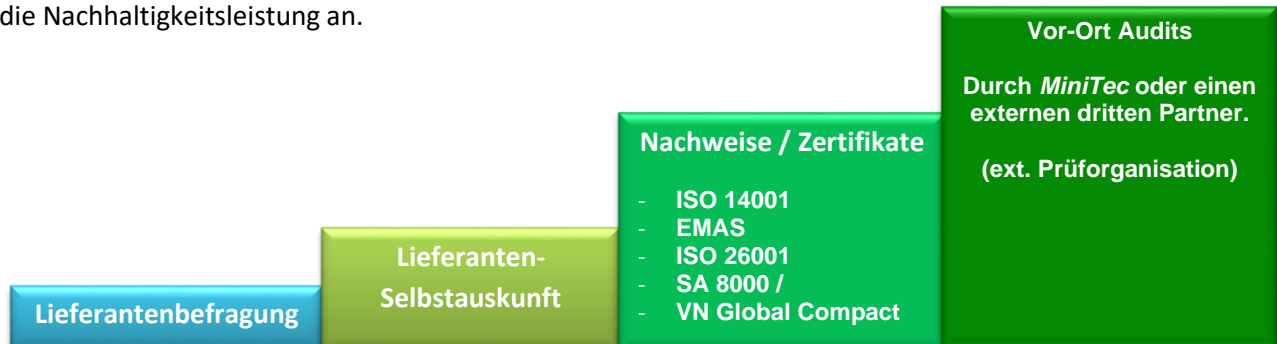 die Nachhaltigkeitsleistung an.
Lieferantenbefragung
Lieferanten-
Selbstauskunft
Nachweise / Zertifikate
- ISO 14001
- EMAS
- ISO 26001
- SA 8000 /
- VN Global Compact
Vor-Ort Audits
Durch MiniTec oder einen
externen dritten Partner.
(ext. Prüforganisation)